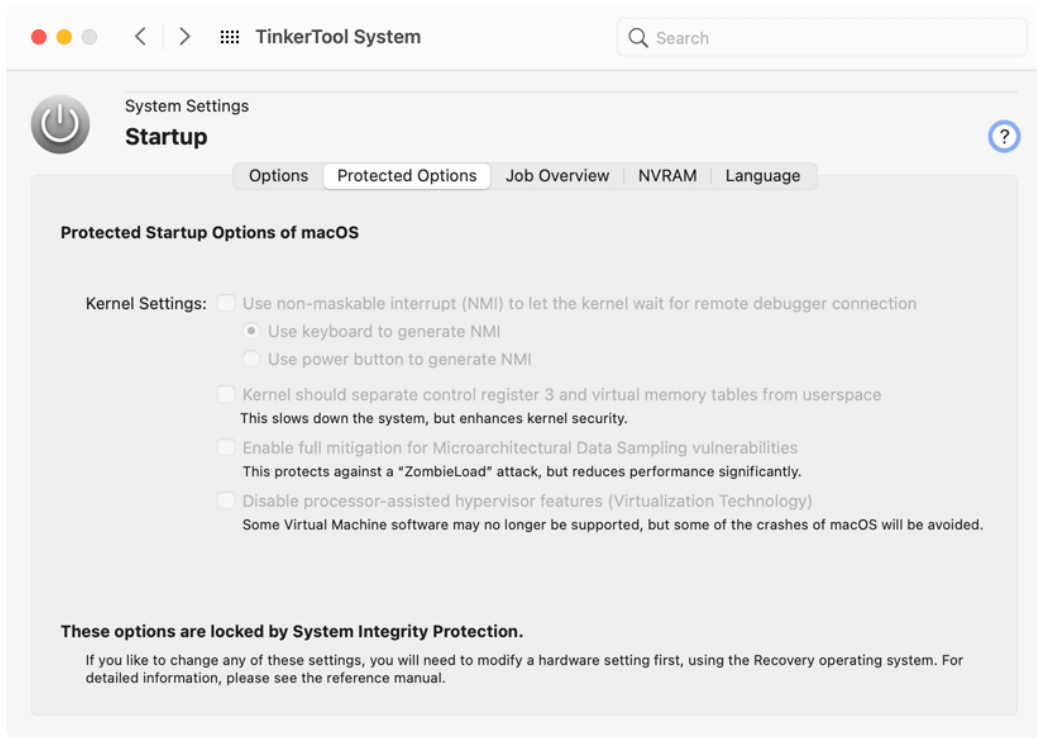 TinkerTool System
Search
System Settings
Startup
?
Options Protected Options Job Overview NVRAM Language
Protected Startup Options of macOS
Kernel Settings: Use non-maskable interrupt (NMI) to let the kernel wait for remote debugger connection
Use keyboard to generate NMI
Use power button to generate NMI
Kernel should separate control register 3 and virtual memory tables from userspace
This slows down the system, but enhances kernel security.
Enable full mitigation for Microarchitectural Data Sampling vulnerabilities
This protects against a “ZombieLoad” attack, but reduces performance significantly.
Disable processor-assisted hypervisor features (Virtualization Technology)
Some Virtual Machine software may no longer be supported, but some of the crashes of macOS will be avoided.
These options are locked by System Integrity Protection.
If you like to change any of these settings, you will need to modify a hardware setting first, using the Recovery operating system. For
detailed information, please see the reference manual.